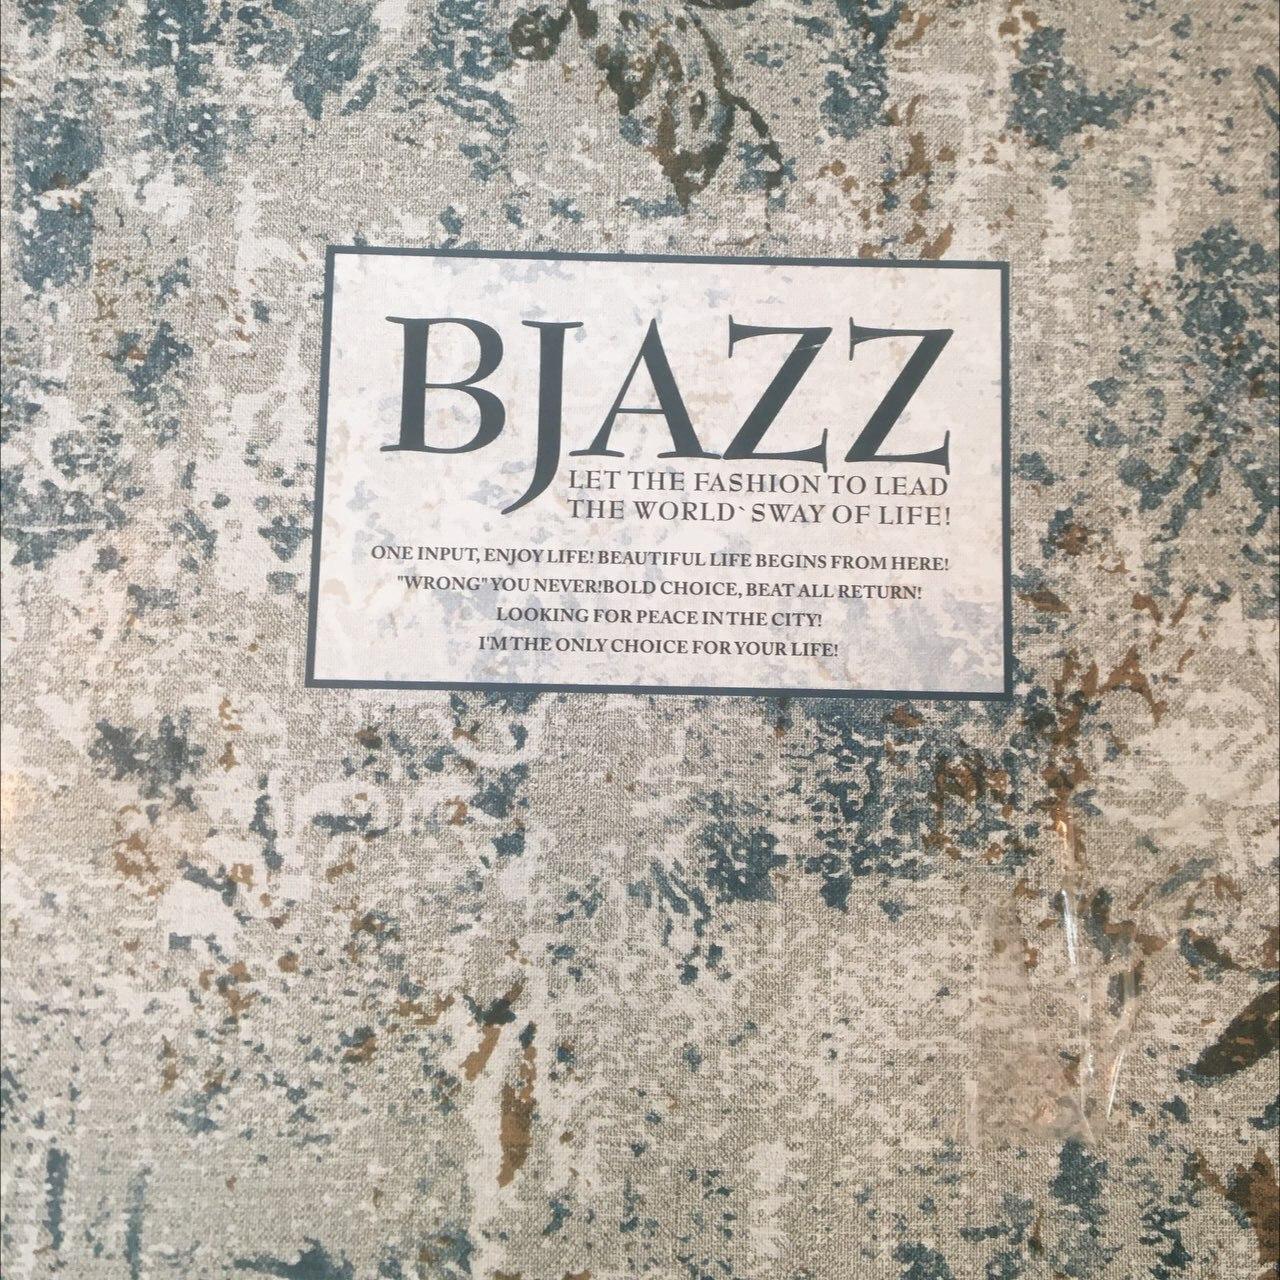 BJAZZ
LET THE FASHION TO LEAD
THE WORLD`SWAY OF LIFE!
ONE INPUT, ENJOY LIFE! BEAUTIFUL LIFE BEGINS FROM HERE!
"WRONG" YOU NEVER!BOLD CHOICE, BEAT ALL RETURN!
LOOKING FOR PEACE IN THE CITY!
I'M THE ONLY CHOICE FOR YOUR LIFE!